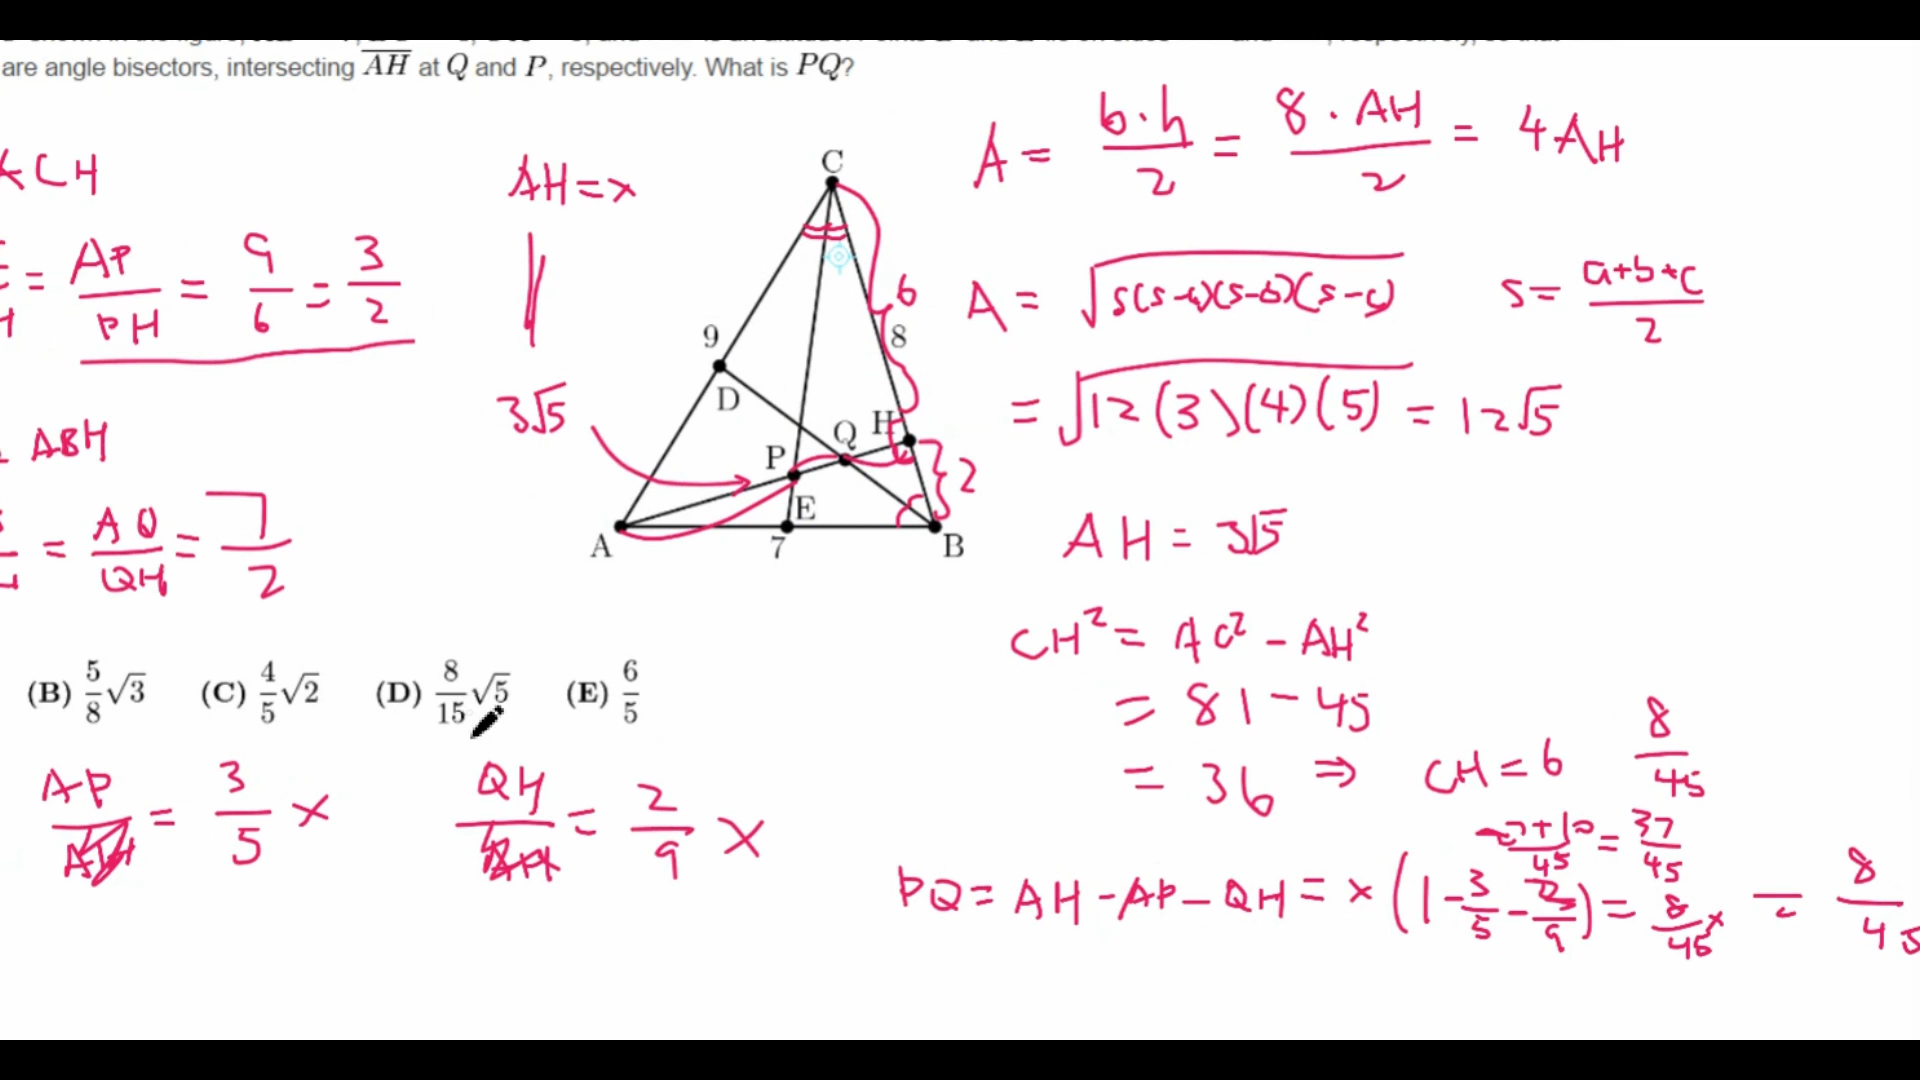 are angle bisectors, intersecting AH at Q and P, respectively. What is PQ?
ACH
= AP/PH = 9/6 = 3/2
ABH
= AQ/QH = 7/2
AH = x
3√5
C
9
D
6
8
H
Q
P
2
E
A
7
B
A = b·h/2 = 8·AH/2 = 4AH
A = √s(s-a)(s-b)(s-c) s = a+b+c/2
= √12(3)(4)(5) = 12√5
AH = 3√5
CH² = AC² - AH²
= 81 - 45
= 36 ⇒ CH = 6
8/45
(B) 5/8√3 (C) 4/5√2 (D) 8/15√5 (E) 6/5
AP = 3/5 x
QH = 2/9 x
27+10/45 = 37/45
PQ = AH - AP - QH = x(1 - 3/5 - 2/9) = 8/45 x = 8/45